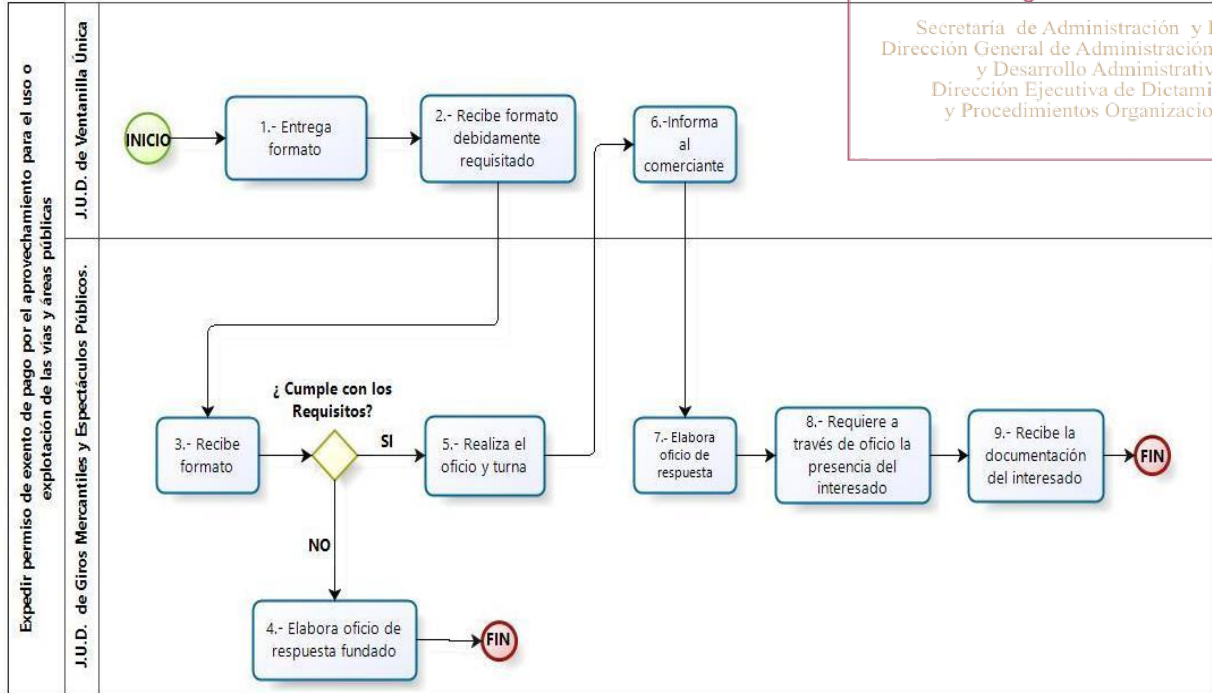 Secretaría de Administración y
Dirección General de Administración
y Desarrollo
Dirección Ejecutiva de
y Procedimientos
Expedir permiso de exento de pago por el aprovechamiento para el uso o
explotación de las vías y áreas públicas
J.U.D. de Ventanilla Única
INICIO
1.- Entrega
formato
2.- Recibe formato
debidamente
requisitado
6.-Informa
al
comerciante
J.U.D. de Giros Mercantiles y Espectáculos Públicos.
3.- Recibe
formato
¿ Cumple con los
Requisitos?
SI
NO
4.- Elabora oficio de
respuesta fundado
FIN
5.- Realiza el
oficio y turna
7.- Elabora
oficio de
respuesta
8.- Requiere a
través de oficio la
presencia del
interesado
9.- Recibe la
documentación
del interesado
FIN